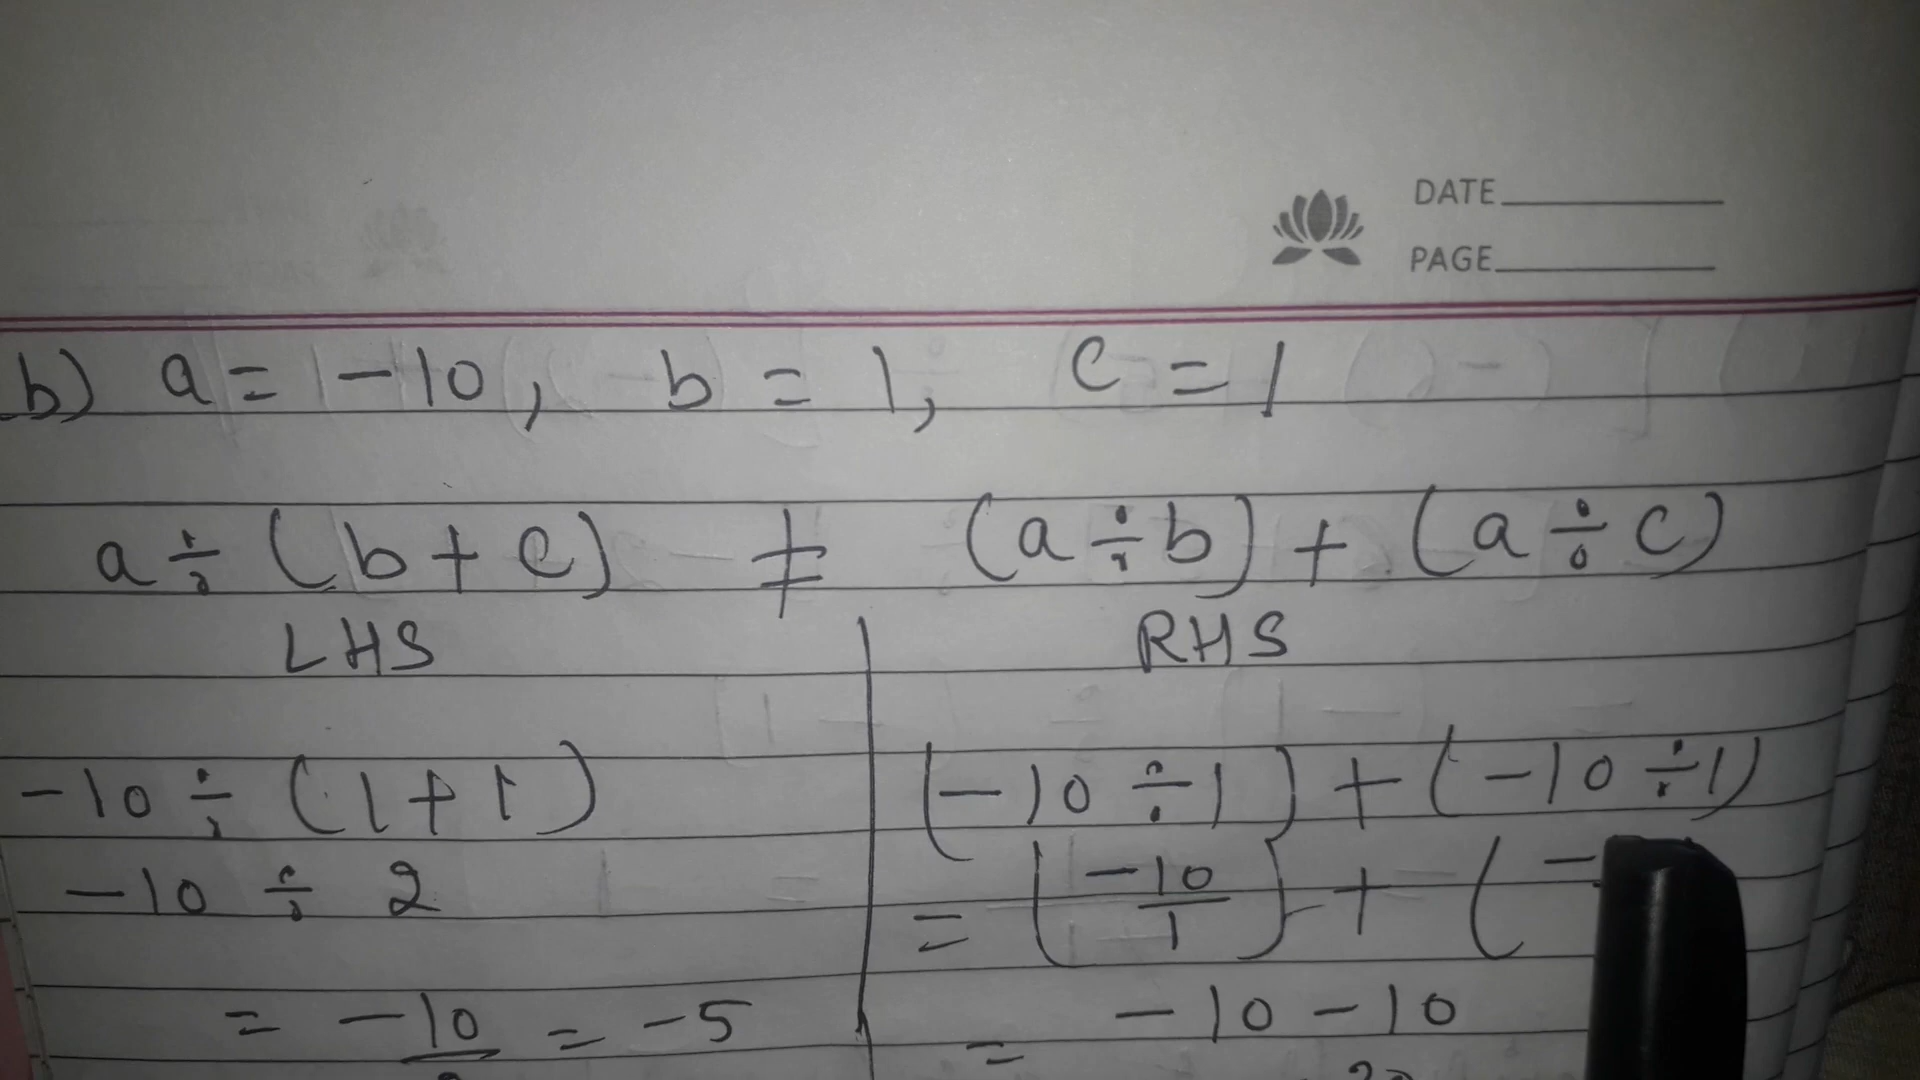 DATE
PAGE
b) a = -10, b = 1, c = 1
a ÷ (b + c) ≠ (a ÷ b) + (a ÷ c)
LHS RHS
-10 ÷ (1 + 1) (-10 ÷ 1) + (-10 ÷ 1)
-10 ÷ 2 = (-10/1) + (-
= -10/ = -5 = -10 - 10